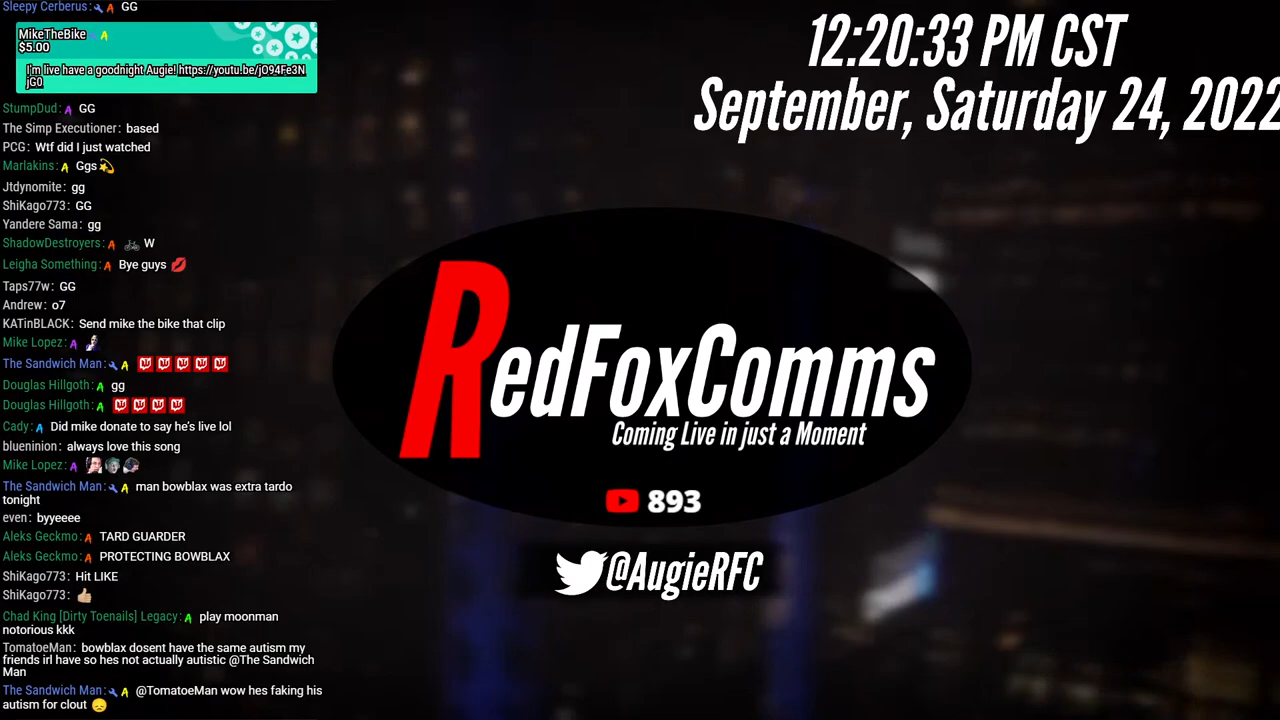 Sleepy Cerberus: GG
MikeTheBike
$5.00
I'm live have a goodnight Augie! https://youtu.be/jO94Fe3N
jG0
StumpDud: GG
The Simp Executioner: based
PCG: Wtf did I just watched
Marlakins: Ggs💫
Jtdynomite: gg
ShiKago773: GG
Yandere Sama: gg
ShadowDestroyers: 🚲 W
Leigha Something: Bye guys 💋
Taps77w: GG
Andrew: o7
KATinBLACK: Send mike the bike that clip
Mike Lopez:
The Sandwich Man:
Douglas Hillgoth: gg
Douglas Hillgoth:
Cady: Did mike donate to say he's live lol
blueninion: always love this song
Mike Lopez:
The Sandwich Man: man bowblax was extra tardo
tonight
even: byyeeee
Aleks Geckmo: TARD GUARDER
Aleks Geckmo: PROTECTING BOWBLAX
ShiKago773: Hit LIKE
ShiKago773: 👍🏼
Chad King [Dirty Toenails] Legacy: play moonman
notorious kkk
TomatoeMan: bowblax dosent have the same autism my
friends irl have so hes not actually autistic @The Sandwich
Man
The Sandwich Man: @TomatoeMan wow hes faking his
autism for clout 😞
12:20:33 PM CST
September, Saturday 24, 2022
RedFoxComms
Coming Live in just a Moment
893
@AugieRFC